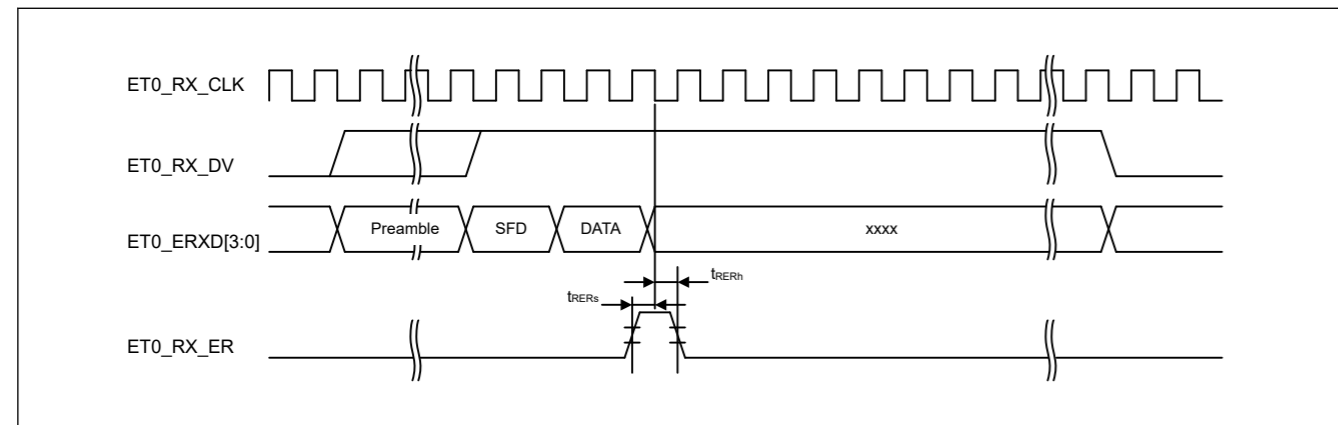 ET0_RX_CLK
ET0_RX_DV
ET0_ERXD[3:0]
Preamble SFD DATA xxxx
tRERs tRERh
ET0_RX_ER